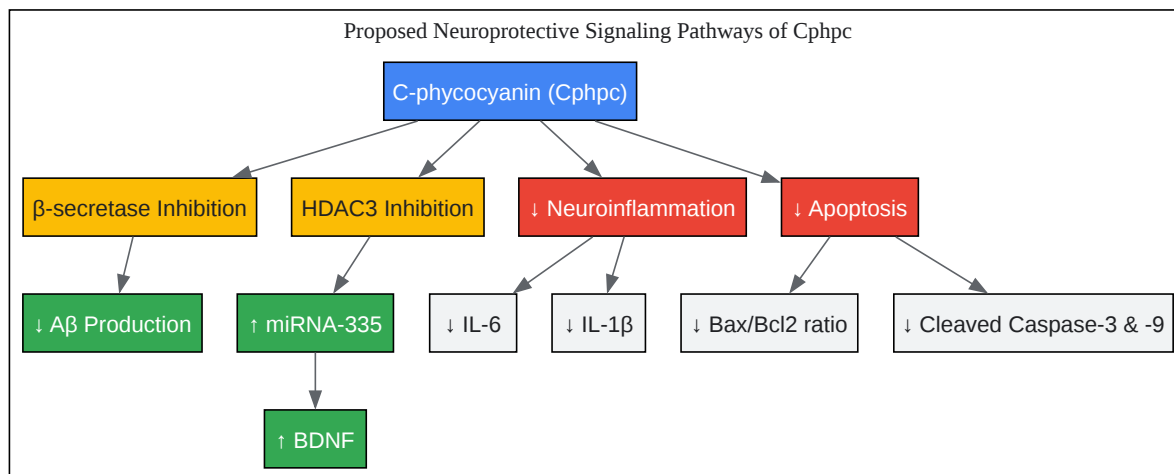 Proposed Neuroprotective Signaling Pathways of Cphpc
C-phycocyanin (Cphpc)
β-secretase Inhibition
HDAC3 Inhibition
↓ Neuroinflammation
↓ Apoptosis
↓ Aβ Production
↑ miRNA-335
↓ IL-6
↓ IL-1β
↓ Bax/Bcl2 ratio
↓ Cleaved Caspase-3 & -9
↑ BDNF